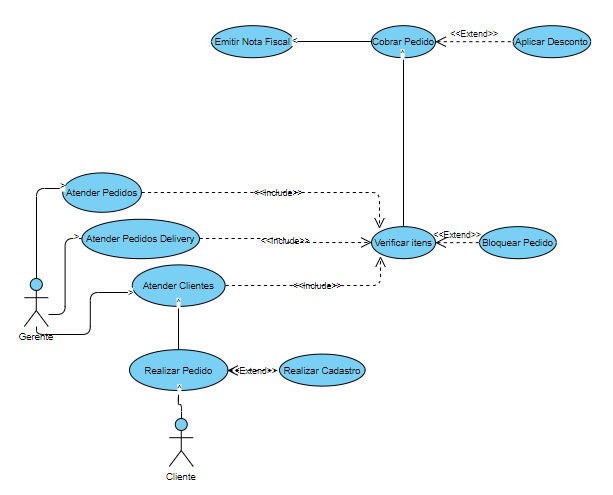 Emitir Nota Fiscal
Cobrar Pedido
<<Extend>>
Aplicar Desconto
Atender Pedidos
<<Include>>
Atender Pedidos Delivery
<<Include>>
Verificar itens
<<Extend>>
Bloquear Pedido
Atender Clientes
<<Include>>
Gerente
Realizar Pedido
<<Extend>>
Realizar Cadastro
Cliente